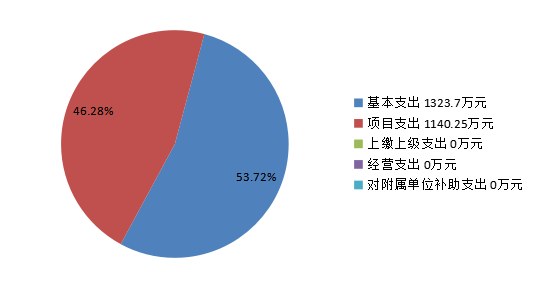 46.28%
53.72%
基本支出 1323.7万元
项目支出 1140.25万元
上缴上级支出 0万元
经营支出 0万元
对附属单位补助支出 0万元